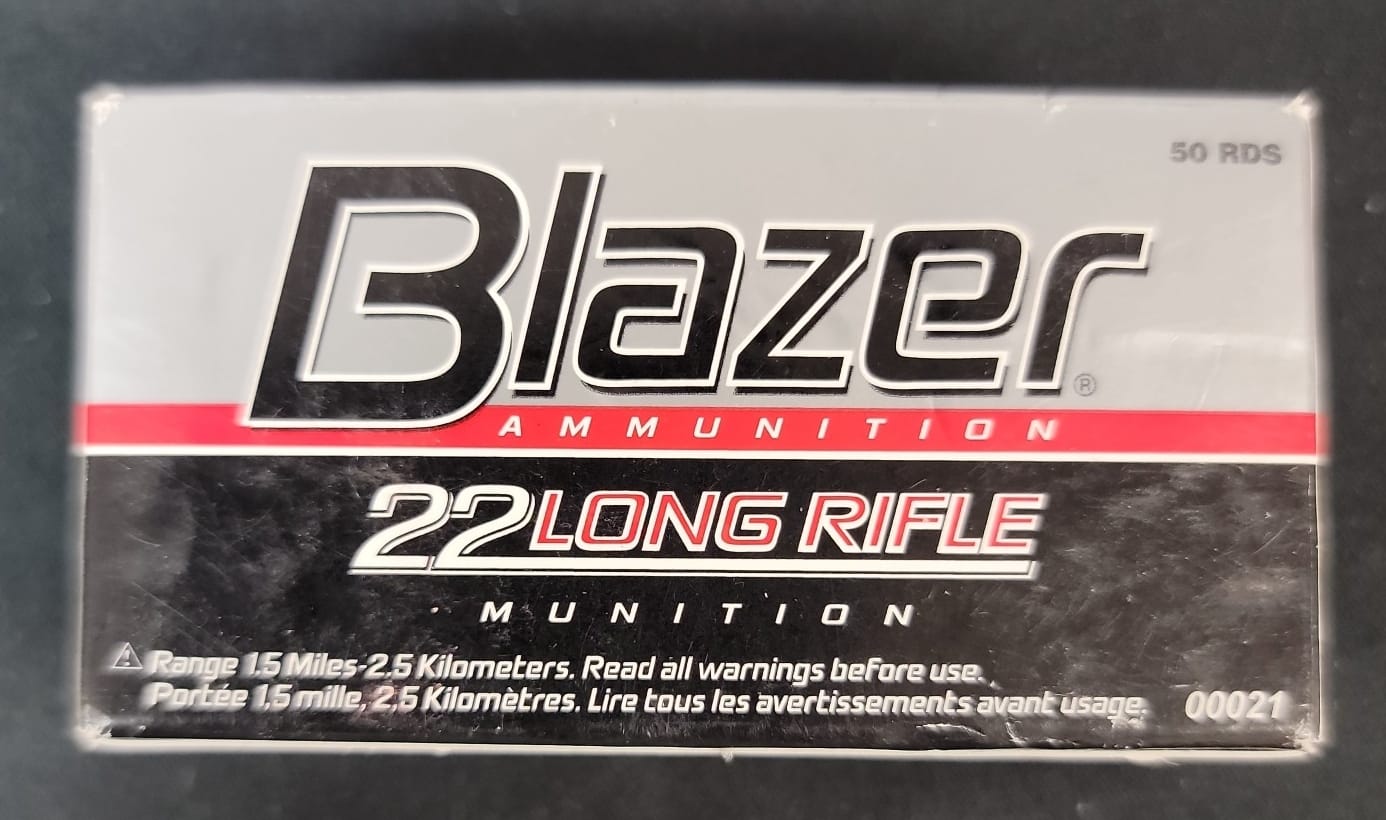 50 RDS
Blazer®
AMMUNITION
22 LONG RIFLE
MUNITION
⚠ Range 1.5 Miles-2.5 Kilometers. Read all warnings before use.
Portée 1,5 mille, 2,5 Kilomètres. Lire tous les avertissements avant usage.
00021